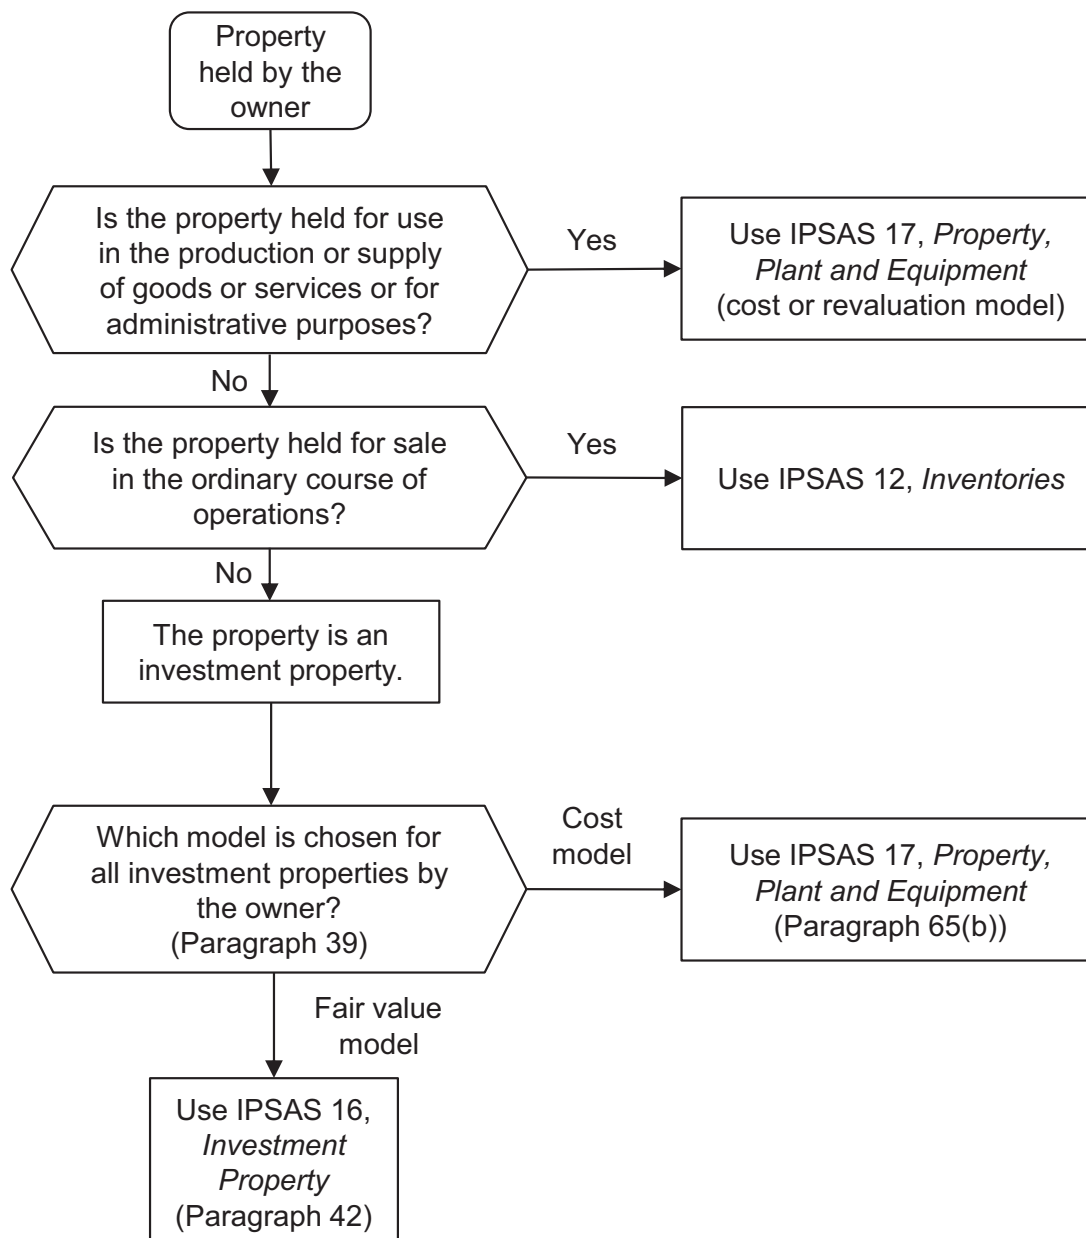 Property
held by the
owner
Is the property held for use
in the production or supply
of goods or services or for
administrative purposes?
Yes
Use IPSAS 17, Property,
Plant and Equipment
(cost or revaluation model)
No
Is the property held for sale
in the ordinary course of
operations?
Yes
Use IPSAS 12, Inventories
No
The property is an
investment property.
Which model is chosen for
all investment properties by
the owner?
(Paragraph 39)
Cost
model
Use IPSAS 17, Property,
Plant and Equipment
(Paragraph 65(b))
Fair value
model
Use IPSAS 16,
Investment
Property
(Paragraph 42)